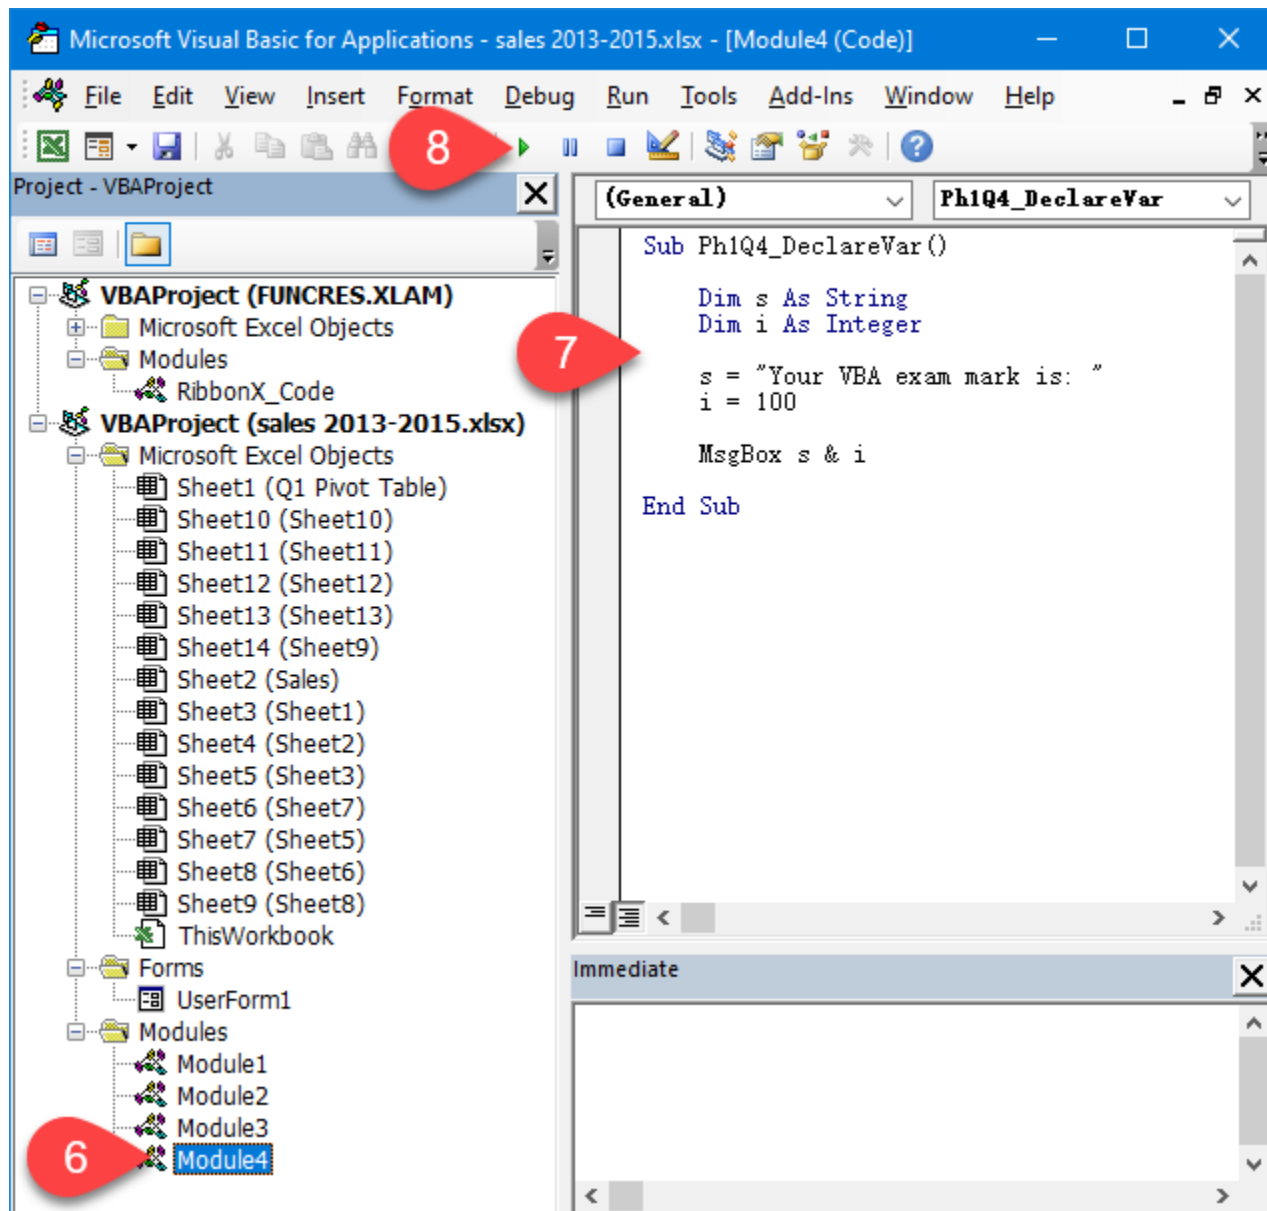 Microsoft Visual Basic for Applications - sales 2013-2015.xlsx - [Module4 (Code)]
File Edit View Insert Format Debug Run Tools Add-Ins Window Help
8
Project - VBAProject
(General)
Ph1Q4_DeclareVar
VBAProject (FUNCRES.XLAM)
Microsoft Excel Objects
Modules
RibbonX_Code
VBAProject (sales 2013-2015.xlsx)
Microsoft Excel Objects
Sheet1 (Q1 Pivot Table)
Sheet10 (Sheet10)
Sheet11 (Sheet11)
Sheet12 (Sheet12)
Sheet13 (Sheet13)
Sheet14 (Sheet9)
Sheet2 (Sales)
Sheet3 (Sheet1)
Sheet4 (Sheet2)
Sheet5 (Sheet3)
Sheet6 (Sheet7)
Sheet7 (Sheet5)
Sheet8 (Sheet6)
Sheet9 (Sheet8)
ThisWorkbook
Forms
UserForm1
Modules
Module1
Module2
Module3
6
Module4
Sub Ph1Q4_DeclareVar()
Dim s As String
Dim i As Integer
7
s = "Your VBA exam mark is: "
i = 100
MsgBox s & i
End Sub
Immediate